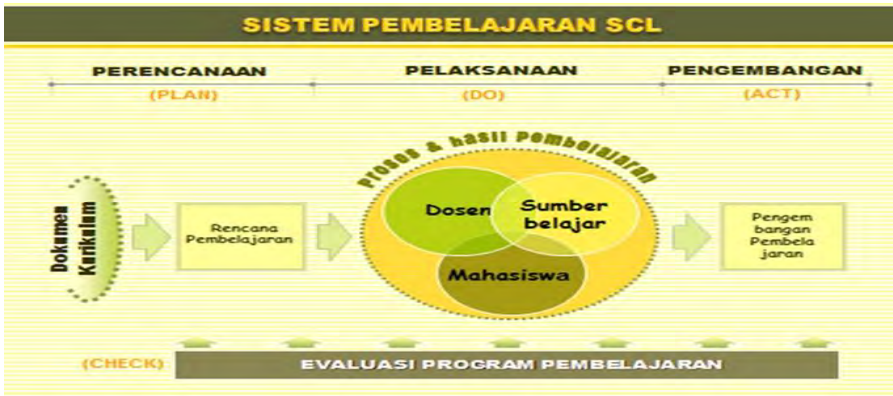 SISTEM PEMBELAJARAN SCL
PERENCANAAN
(PLAN)
PELAKSANAAN
(DO)
PENGEMBANGAN
(ACT)
Dokumen
Kurikulum
Rencana
Pembelajaran
Proses & hasil Pembelajaran
Dosen
Sumber
belajar
Mahasiswa
Pengem
bangan
Pembela
jaran
(CHECK)
EVALUASI PROGRAM PEMBELAJARAN